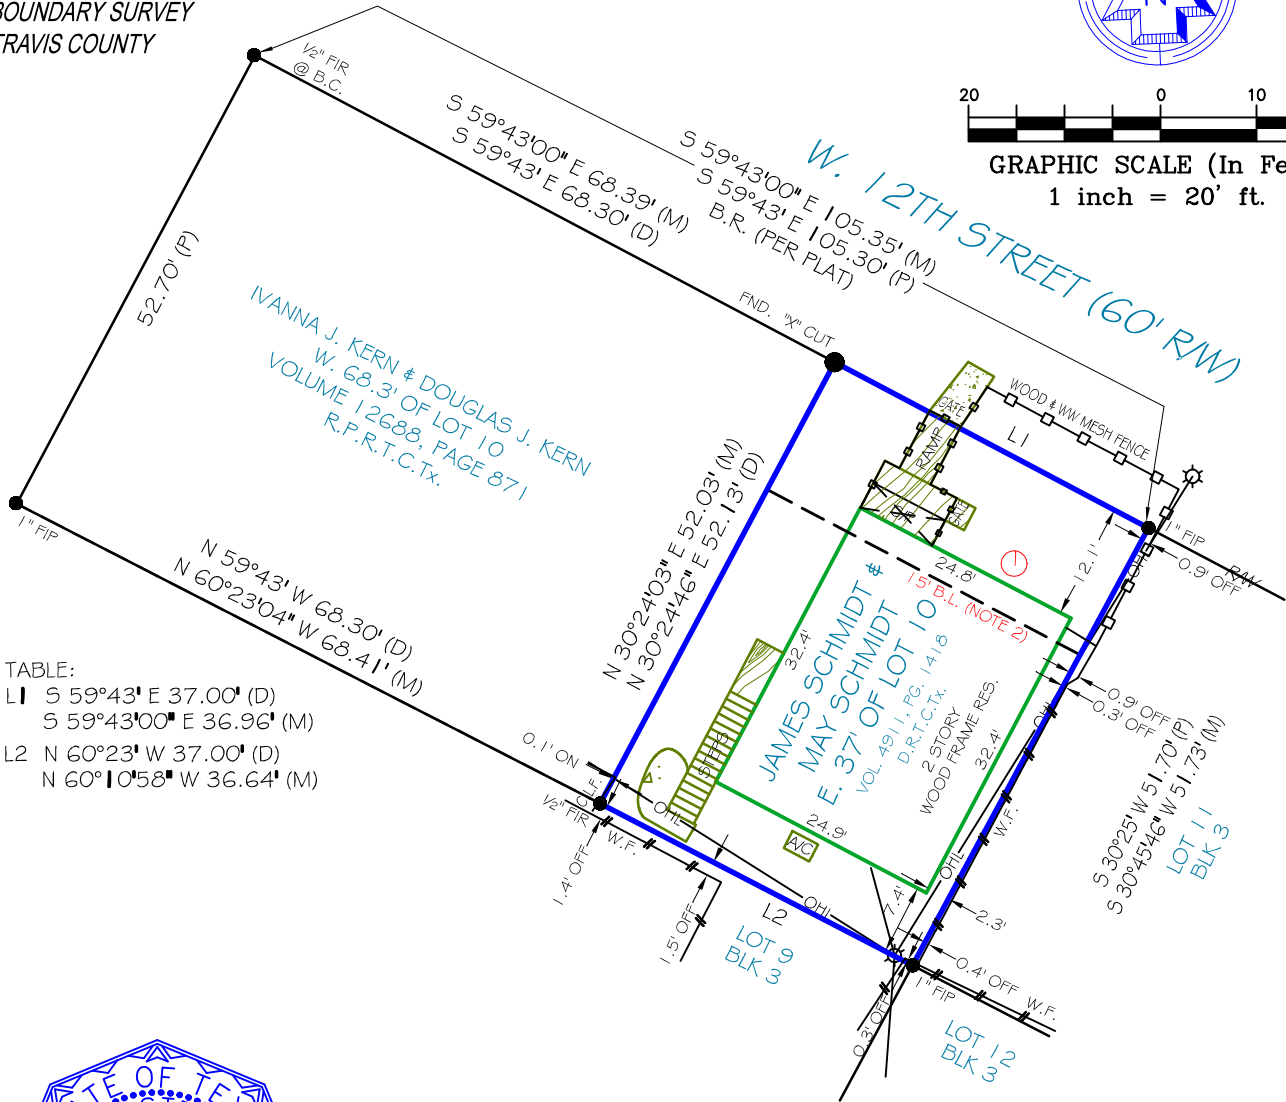 BOUNDARY SURVEY
TRAVIS COUNTY
20 0 10
GRAPHIC SCALE (In Fe
1 inch = 20' ft.
N
1/2" FIR
@ B.C.
S 59°43'00" E 68.39' (M)
S 59°43' E 68.30' (D)
S 59°43'00" E 105.35' (M)
S 59°43' E 105.30' (P)
B.R. (PER PLAT)
W. 12TH STREET (60' R/W)
52.70' (P)
IVANNA J. KERN & DOUGLAS J. KERN
W. 68.3' OF LOT 10
VOLUME 12688, PAGE 871
R.P.R.T.C.Tx.
FND. "X" CUT
WOOD & WW MESH FENCE
GATE
RAMP
L1
1" FIP
0.9' OFF
R/W
OHL
12.1'
24.8'
15' B.L. (NOTE 2)
N 30°24'03" E 52.03' (M)
N 30°24'46" E 52.13' (D)
1" FIP
N 59°43' W 68.30' (D)
N 60°23'04" W 68.41' (M)
TABLE:
L1 S 59°43' E 37.00' (D)
S 59°43'00" E 36.96' (M)
L2 N 60°23' W 37.00' (D)
N 60°10'58" W 36.64' (M)
32.4'
JAMES SCHMIDT &
MAY SCHMIDT
E. 37' OF LOT 10
VOL. 4911, PG. 1418
D.R.T.C.Tx.
2 STORY
WOOD FRAME RES.
32.4'
0.9' OFF
0.3' OFF
OHL
S 30°25' W 51.70' (P)
S 30°45'46" W 51.73' (M)
LOT 11
BLK 3
W.F.
STEPS
0.1' ON
CLF.
1/2" FIR
W.F.
OHL
24.9'
A/C
OHL
OHL
7.4'
2.3'
1.4' OFF
1.5' OFF
L2
LOT 9
BLK 3
0.4' OFF
W.F.
1" FIP
0.3' OFF
LOT 12
BLK 3
TE OF TE